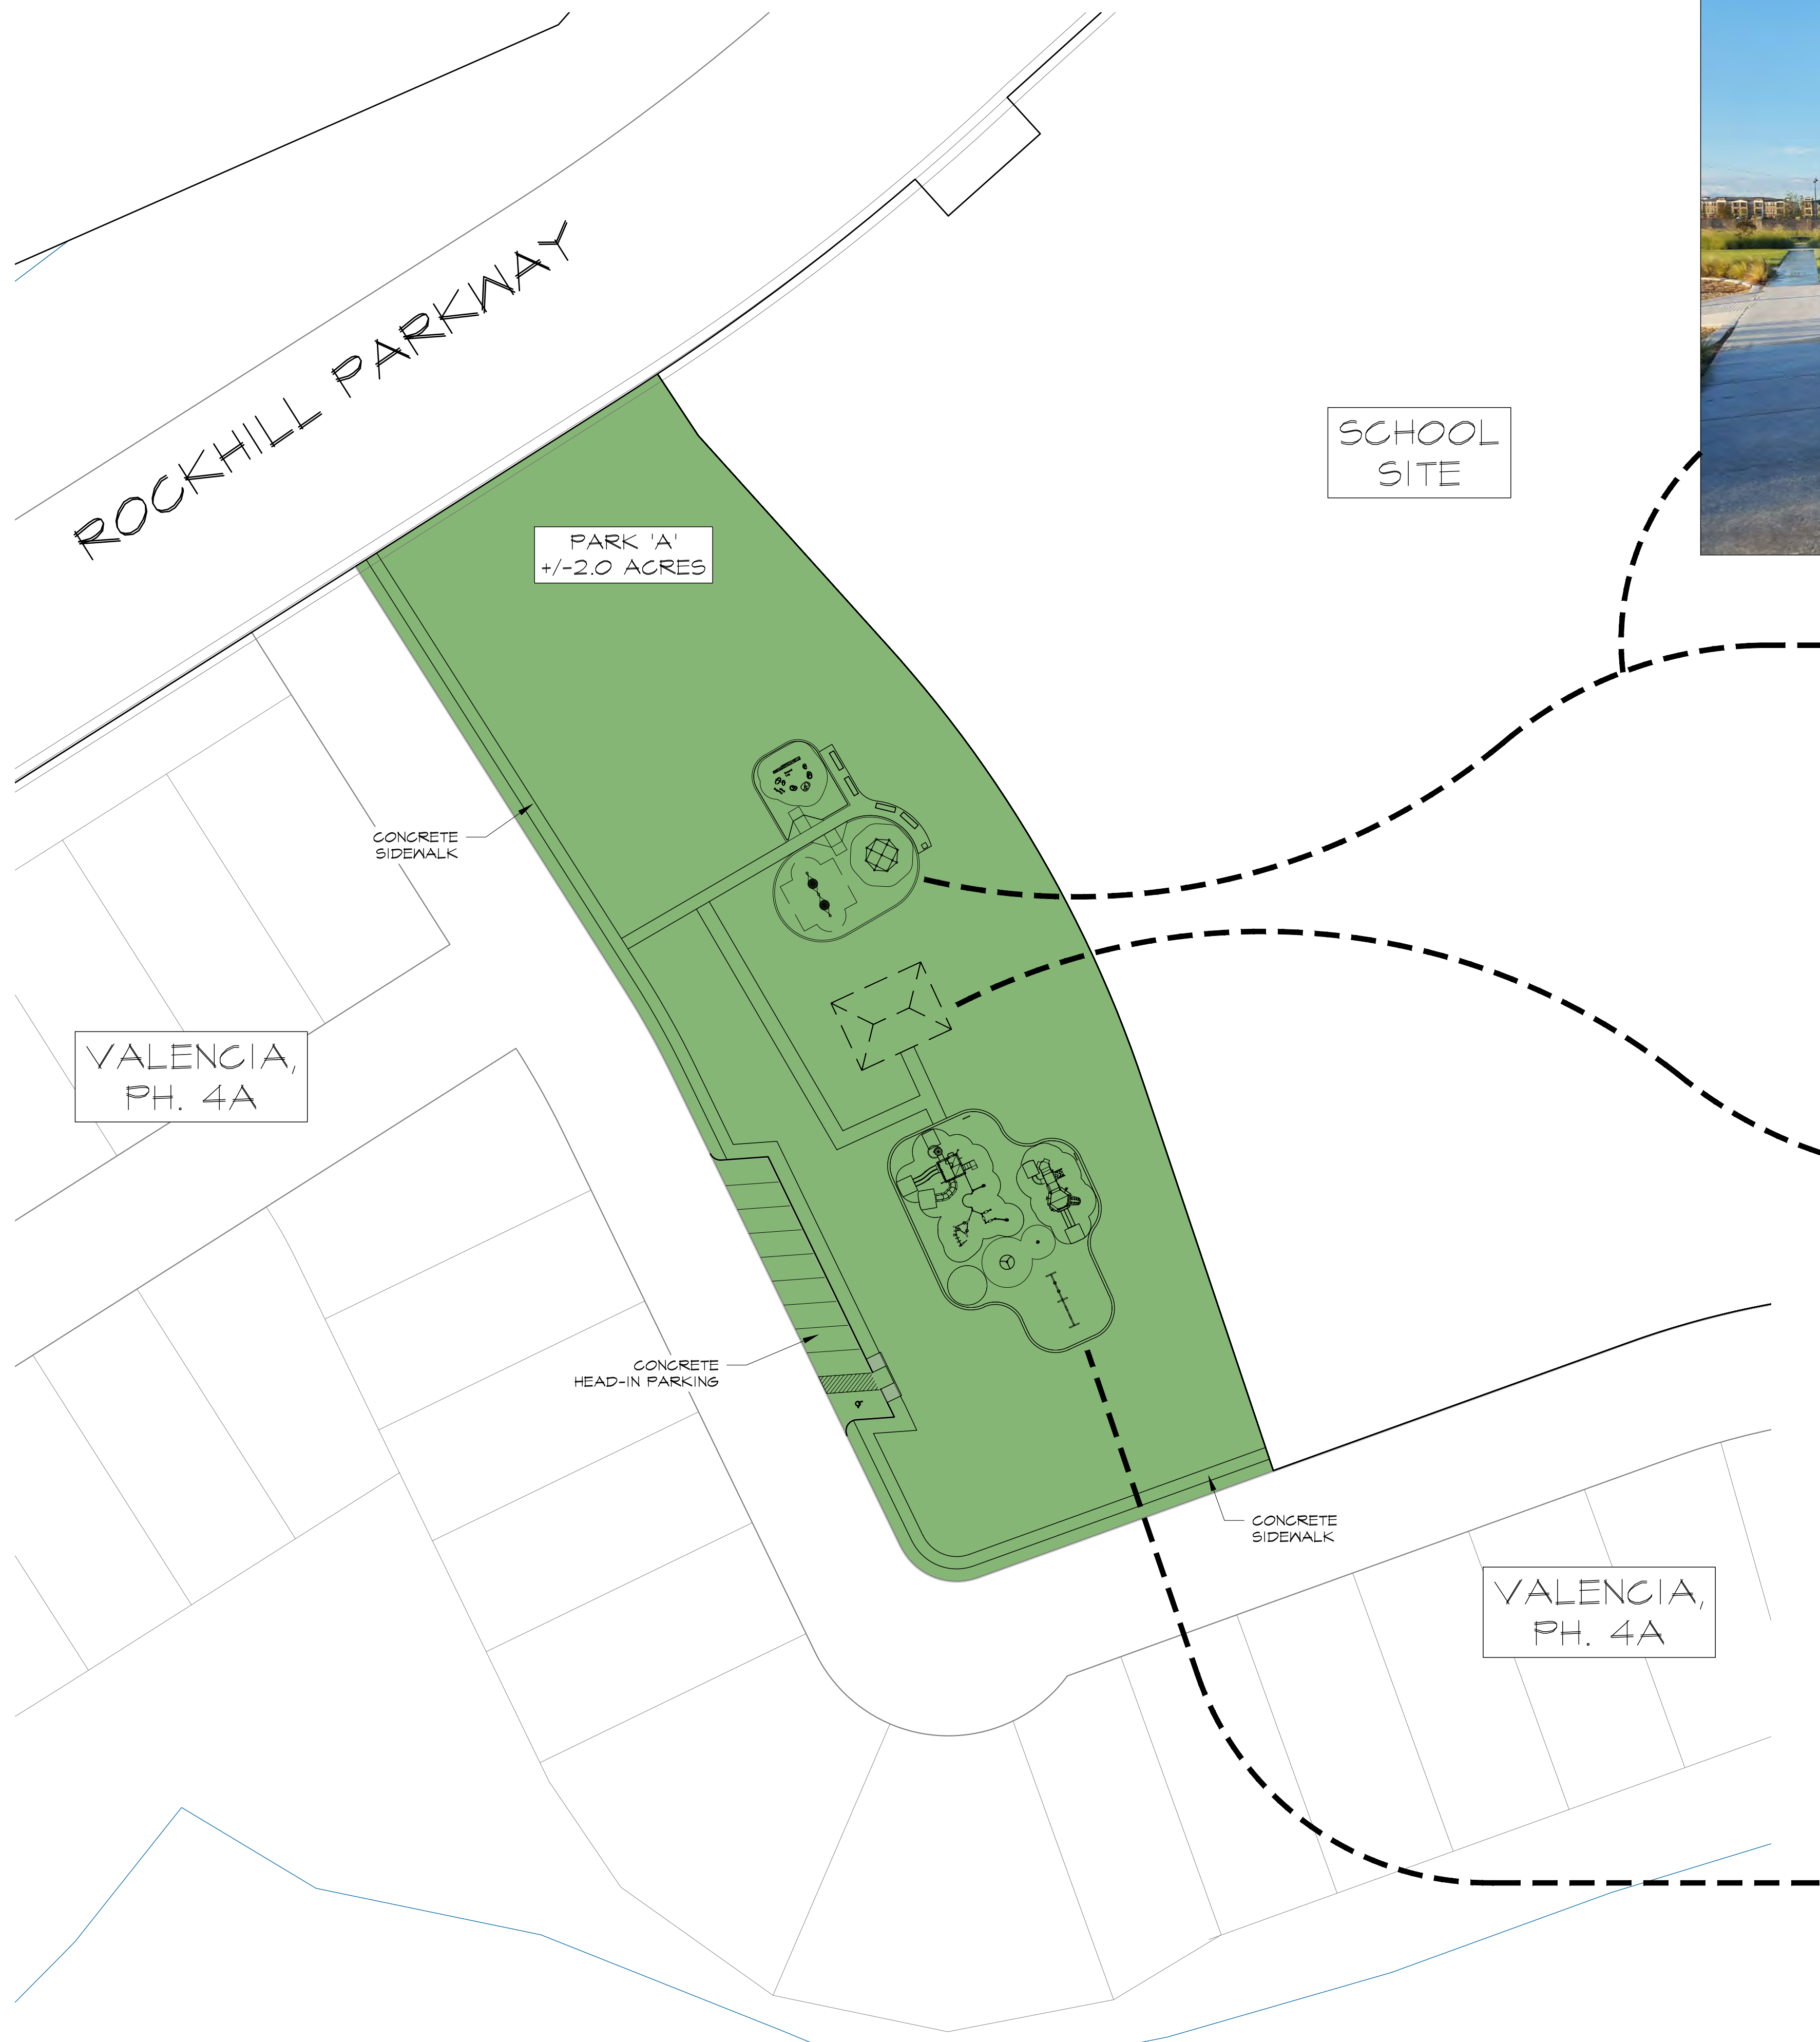 ROCKHILL PARKWAY
SCHOOL
SITE
PARK 'A'
+/-2.0 ACRES
CONCRETE
SIDEWALK
VALENCIA,
PH. 4A
CONCRETE
HEAD-IN PARKING
CONCRETE
SIDEWALK
VALENCIA,
PH. 4A